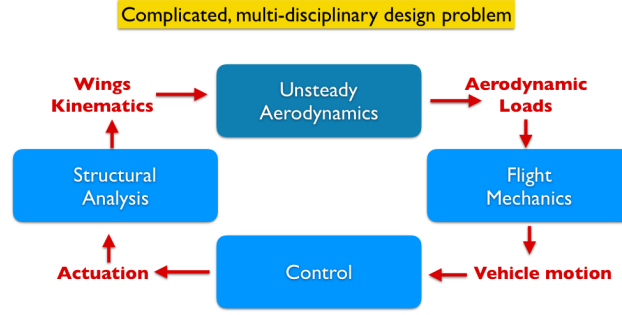 Complicated, multi-disciplinary design problem
Wings
Kinematics
Unsteady
Aerodynamics
Aerodynamic
Loads
Structural
Analysis
Flight
Mechanics
Actuation
Control
Vehicle motion